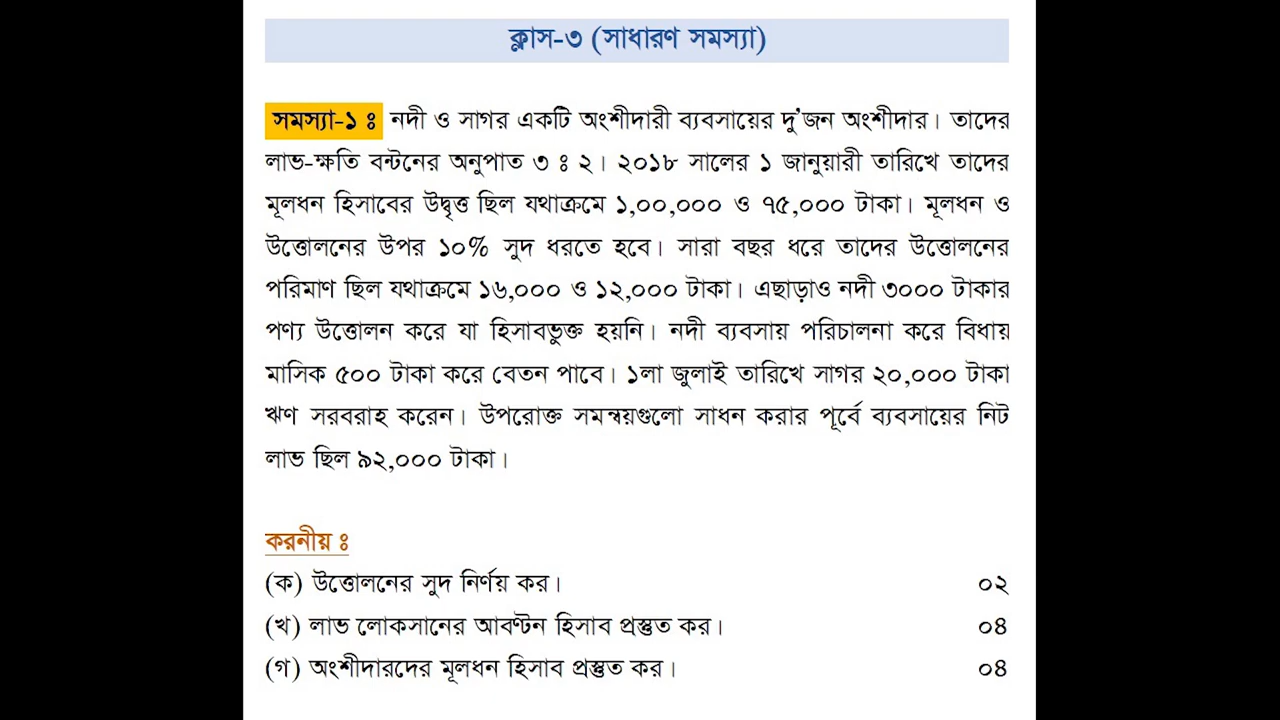 ক্লাস-৩ (সাধারণ সমস্যা)
সমস্যা-১ ঃ নদী ও সাগর একটি অংশীদারী ব্যবসায়ের দু'জন অংশীদার। তাদের
লাভ-ক্ষতি বন্টনের অনুপাত ৩ ঃ ২। ২০১৮ সালের ১ জানুয়ারী তারিখে তাদের
মূলধন হিসাবের উদ্বৃত্ত ছিল যথাক্রমে ১,০০,০০০ ও ৭৫,০০০ টাকা। মূলধন ও
উত্তোলনের উপর ১০% সুদ ধরতে হবে। সারা বছর ধরে তাদের উত্তোলনের
পরিমাণ ছিল যথাক্রমে ১৬,০০০ ও ১২,০০০ টাকা। এছাড়াও নদী ৩০০০ টাকার
পণ্য উত্তোলন করে যা হিসাবভুক্ত হয়নি। নদী ব্যবসায় পরিচালনা করে বিধায়
মাসিক ৫০০ টাকা করে বেতন পাবে। ১লা জুলাই তারিখে সাগর ২০,০০০ টাকা
ঋণ সরবরাহ করেন। উপরোক্ত সমন্বয়গুলো সাধন করার পূর্বে ব্যবসায়ের নিট
লাভ ছিল ৯২,০০০ টাকা।
করনীয় ঃ
(ক) উত্তোলনের সুদ নির্ণয় কর। ০২
(খ) লাভ লোকসানের আবণ্টন হিসাব প্রস্তুত কর। ০৪
(গ) অংশীদারদের মূলধন হিসাব প্রস্তুত কর। ০৪